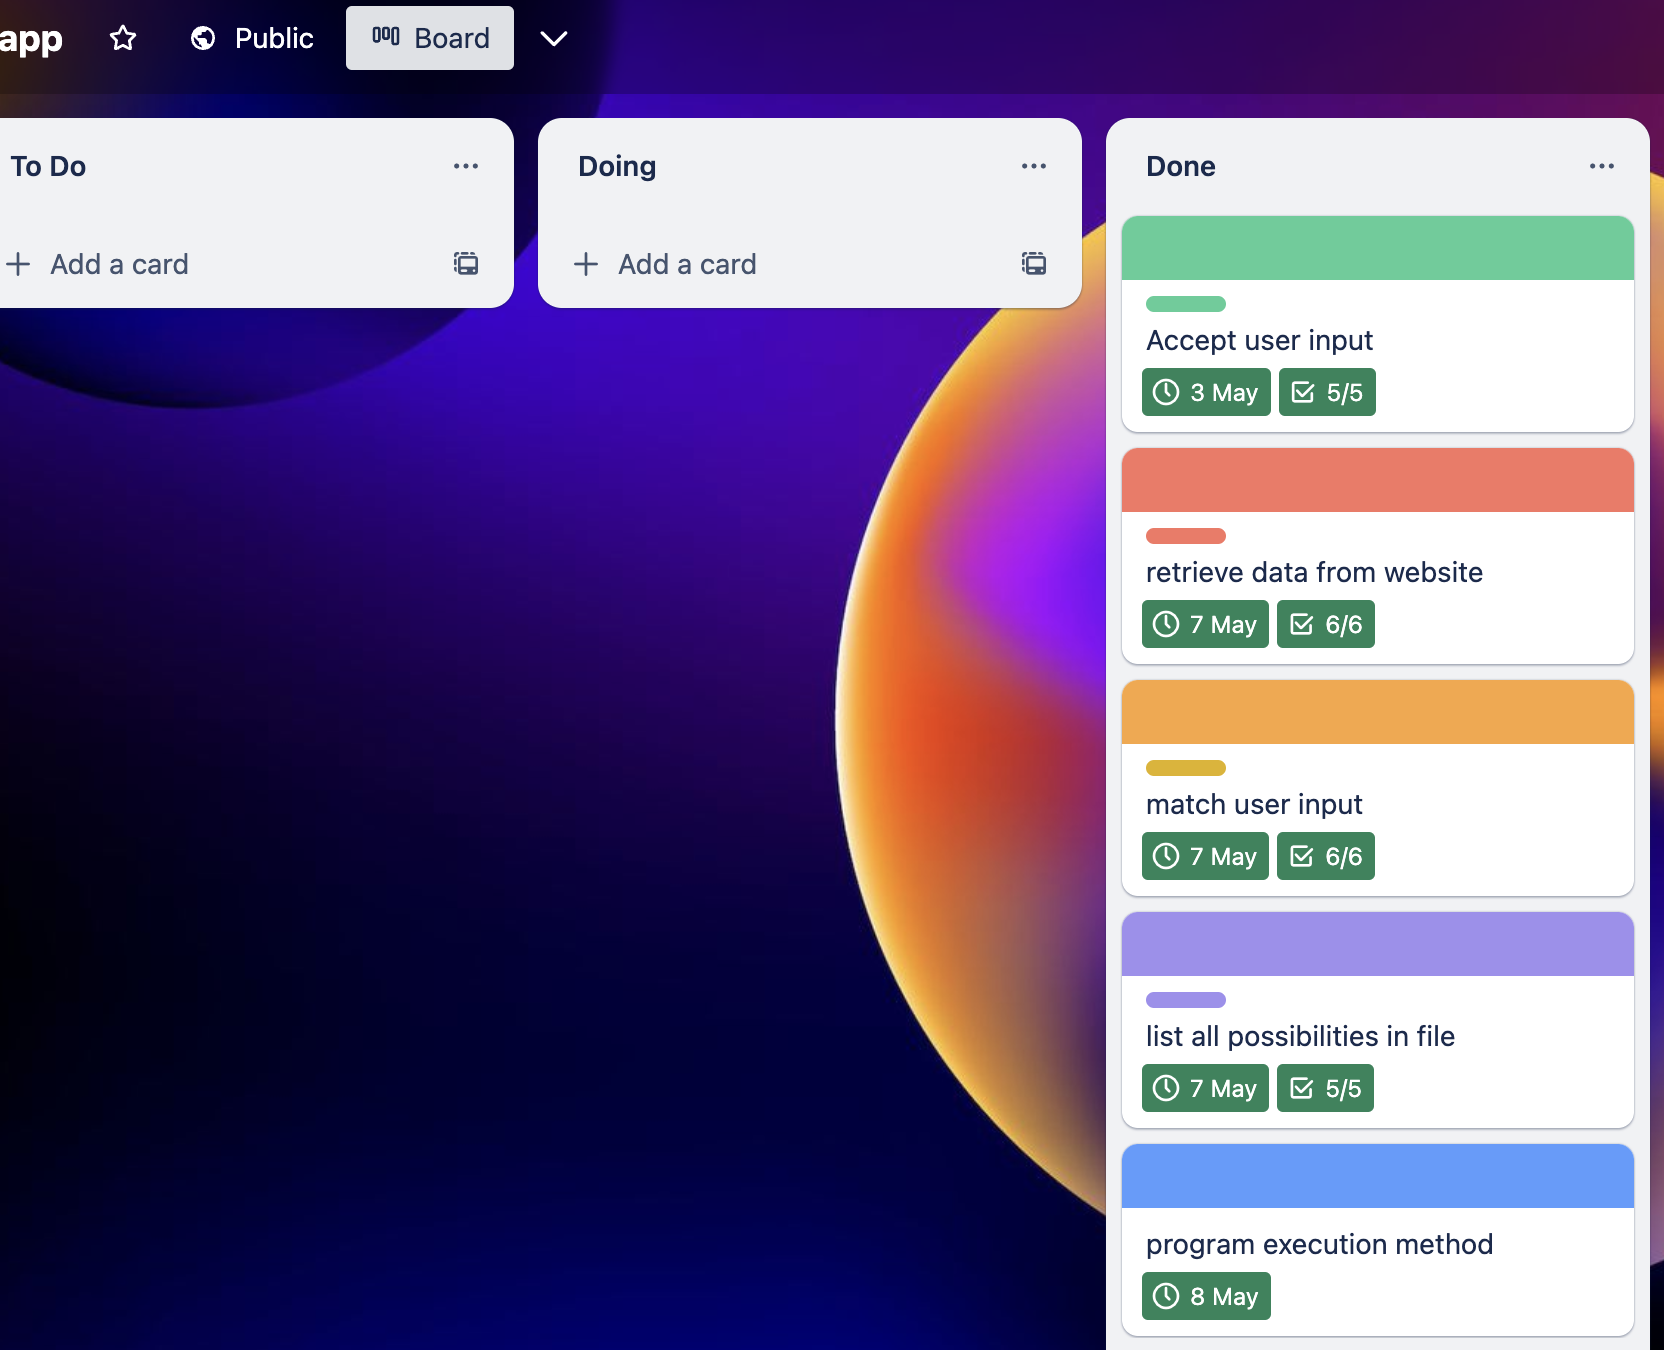 app
Public
Board
To Do
Add a card
Doing
Add a card
Done
Accept user input
3 May
5/5
retrieve data from website
7 May
6/6
match user input
7 May
6/6
list all possibilities in file
7 May
5/5
program execution method
8 May